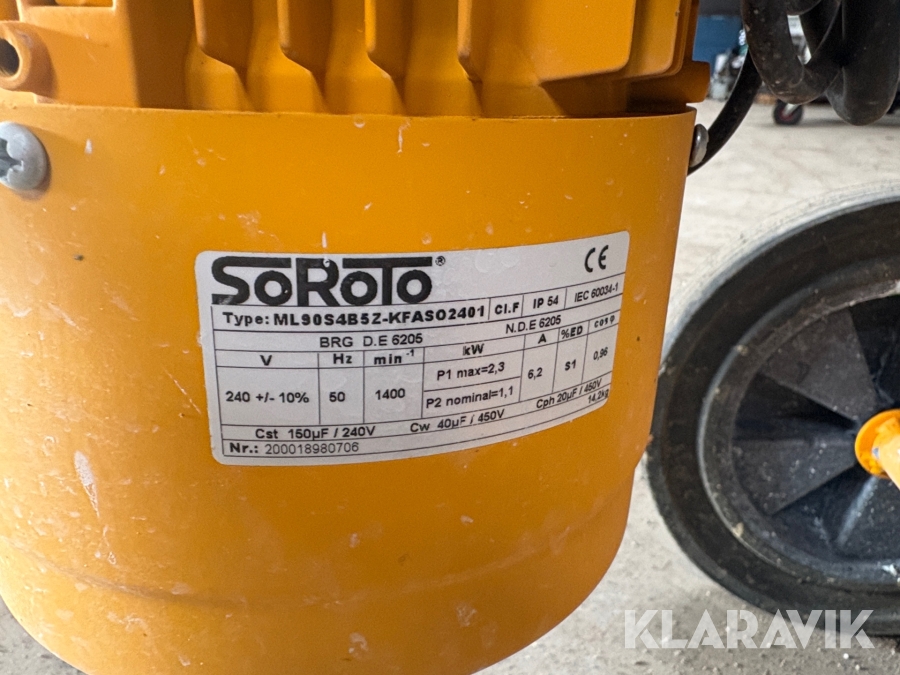 SoRoTo® CE
Type: ML90S4B5Z-KFASO2401 Cl.F IP 54 IEC 60034-1
BRG D.E 6205 N.D.E 6205
V Hz min⁻¹ kW A %ED cos φ
240 +/- 10% 50 1400 P1 max=2,3 6,2 S1 0,96
P2 nominal=1,1
Cst 150µF / 240V Cw 40µF / 450V Cph 20µF / 450V
Nr.: 200018980706 14,2kg
KLARAVIK